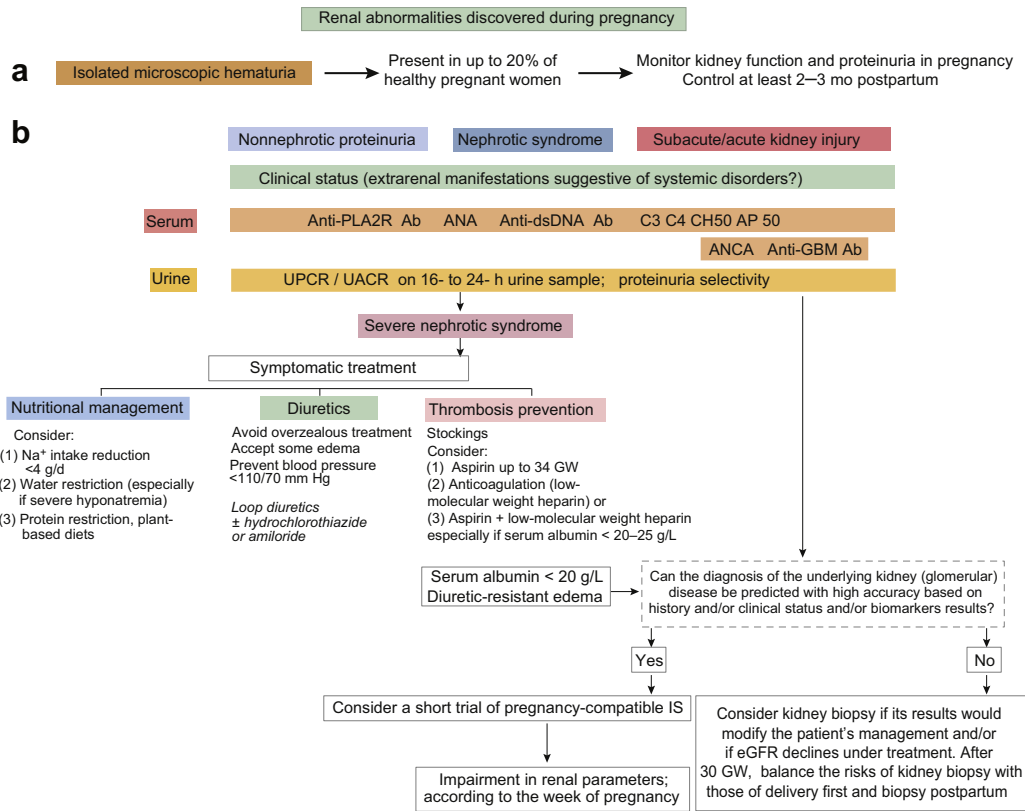 Renal abnormalities discovered during pregnancy
a
Isolated microscopic hematuria
Present in up to 20% of
healthy pregnant women
Monitor kidney function and proteinuria in pregnancy
Control at least 2–3 mo postpartum
b
Nonnephrotic proteinuria
Nephrotic syndrome
Subacute/acute kidney injury
Clinical status (extrarenal manifestations suggestive of systemic disorders?)
Serum
Anti-PLA2R Ab ANA Anti-dsDNA Ab C3 C4 CH50 AP 50
ANCA Anti-GBM Ab
Urine
UPCR / UACR on 16- to 24- h urine sample; proteinuria selectivity
Severe nephrotic syndrome
Symptomatic treatment
Nutritional management
Consider:
(1) Na⁺ intake reduction
<4 g/d
(2) Water restriction (especially
if severe hyponatremia)
(3) Protein restriction, plant-
based diets
Diuretics
Avoid overzealous treatment
Accept some edema
Prevent blood pressure
<110/70 mm Hg
Loop diuretics
± hydrochlorothiazide
or amiloride
Thrombosis prevention
Stockings
Consider:
(1) Aspirin up to 34 GW
(2) Anticoagulation (low-
molecular weight heparin) or
(3) Aspirin + low-molecular weight heparin
especially if serum albumin < 20–25 g/L
Serum albumin < 20 g/L
Diuretic-resistant edema
Can the diagnosis of the underlying kidney (glomerular)
disease be predicted with high accuracy based on
history and/or clinical status and/or biomarkers results?
Yes
No
Consider a short trial of pregnancy-compatible IS
Impairment in renal parameters;
according to the week of pregnancy
Consider kidney biopsy if its results would
modify the patient's management and/or
if eGFR declines under treatment. After
30 GW, balance the risks of kidney biopsy with
those of delivery first and biopsy postpartum